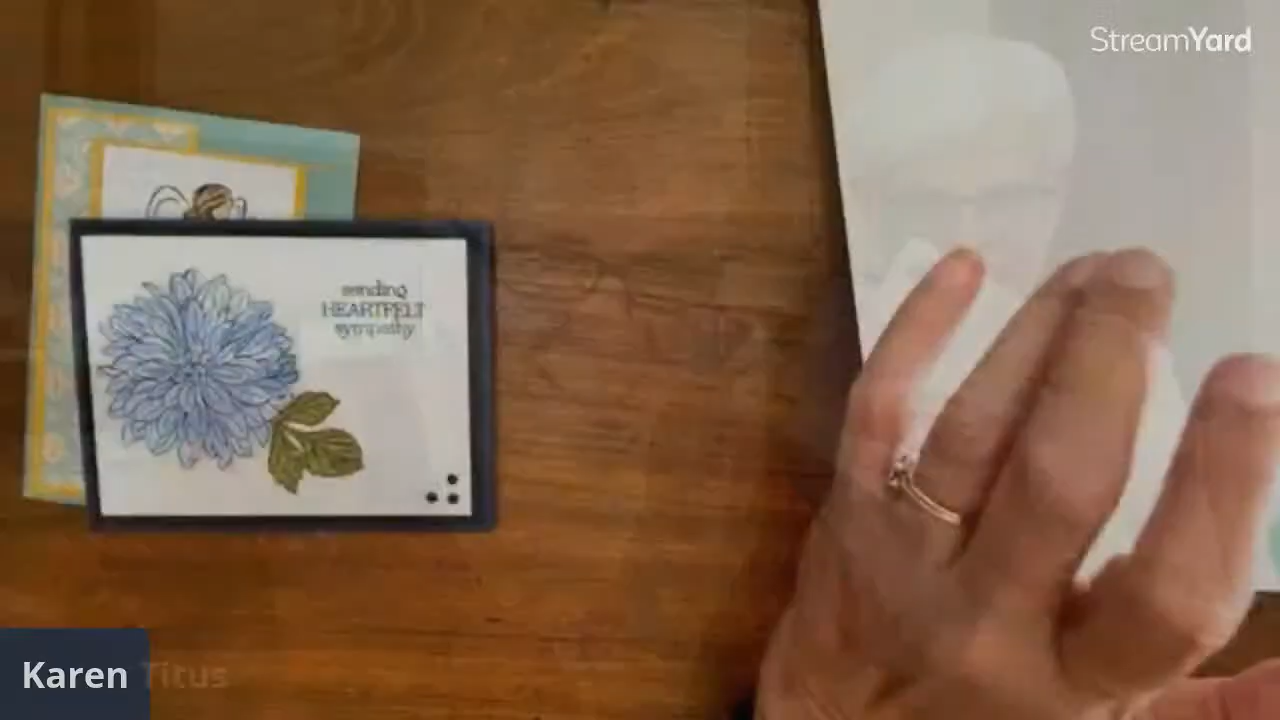 StreamYard
sending
HEARTFELT
sympathy
Karen Titus